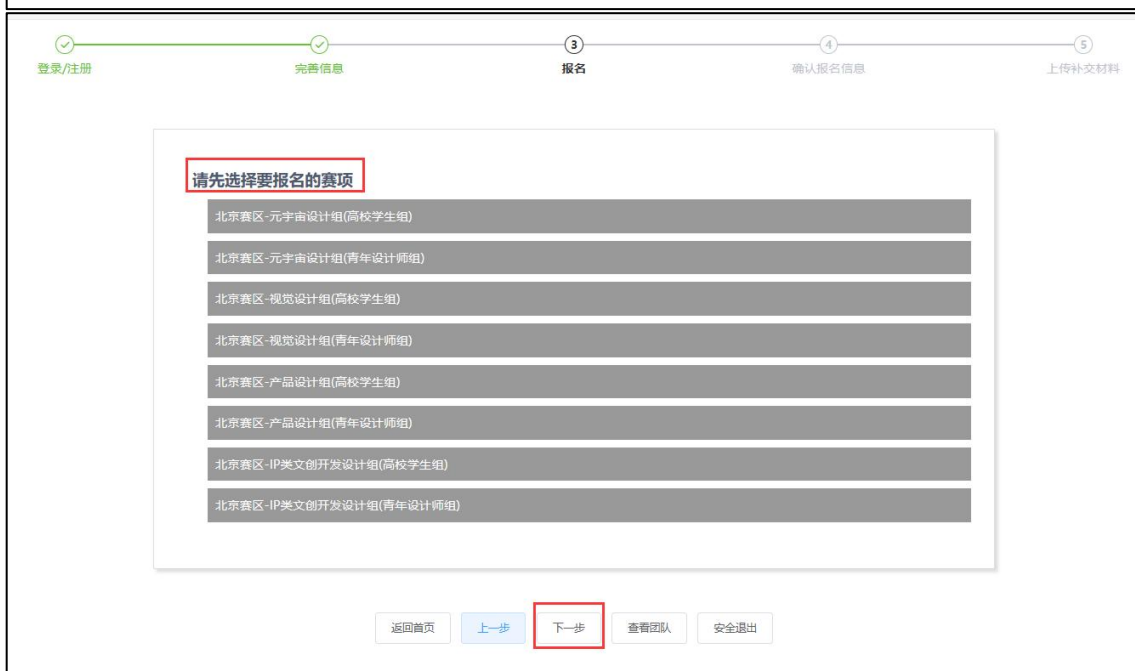 3 4 5
登录/注册 完善信息 报名 确认报名信息 上传补交材料
请先选择要报名的赛项
北京赛区-元宇宙设计组(高校学生组)
北京赛区-元宇宙设计组(青年设计师组)
北京赛区-视觉设计组(高校学生组)
北京赛区-视觉设计组(青年设计师组)
北京赛区-产品设计组(高校学生组)
北京赛区-产品设计组(青年设计师组)
北京赛区-IP类文创开发设计组(高校学生组)
北京赛区-IP类文创开发设计组(青年设计师组)
返回首页 上一步 下一步 查看团队 安全退出